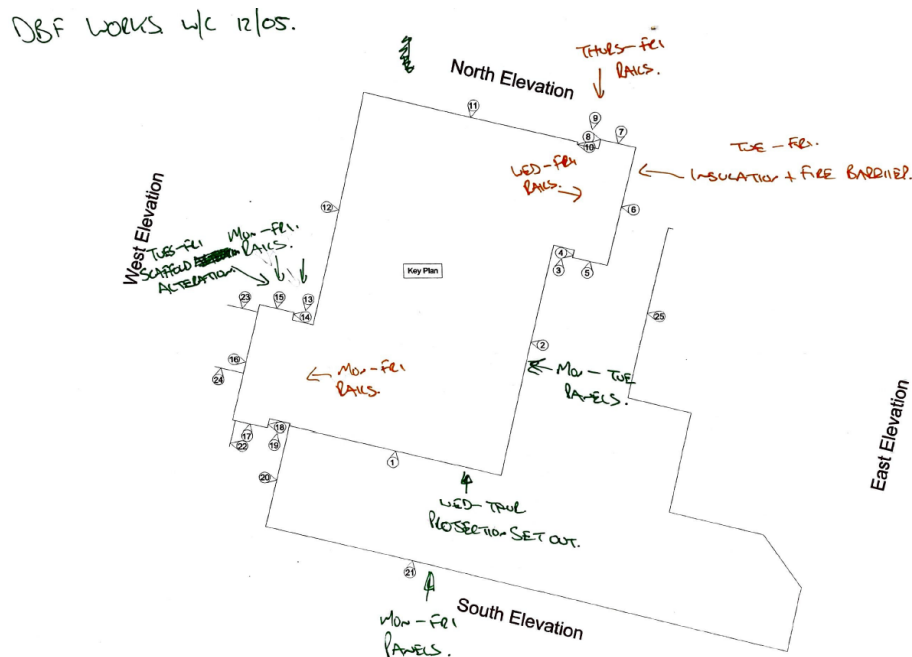 DBF WORKS W/C 12/05.
THURS-FRI
RAILS.
North Elevation
11
9
8
10
7
TUE-FRI.
INSULATION + FIRE BARRIER.
WED-FRI
RAILS.
12
6
West Elevation
TUES-FRI
SCAFFOLD
ALTERATION
MON-FRI.
RAILS.
4
3
5
Key Plan
23
15
13
14
25
2
16
24
MON-FRI
RAILS.
MON-TUE
PANELS.
East Elevation
18
17
19
22
1
20
WED-THUR
PROJECTION SET OUT.
21
South Elevation
MON-FRI
PANELS.